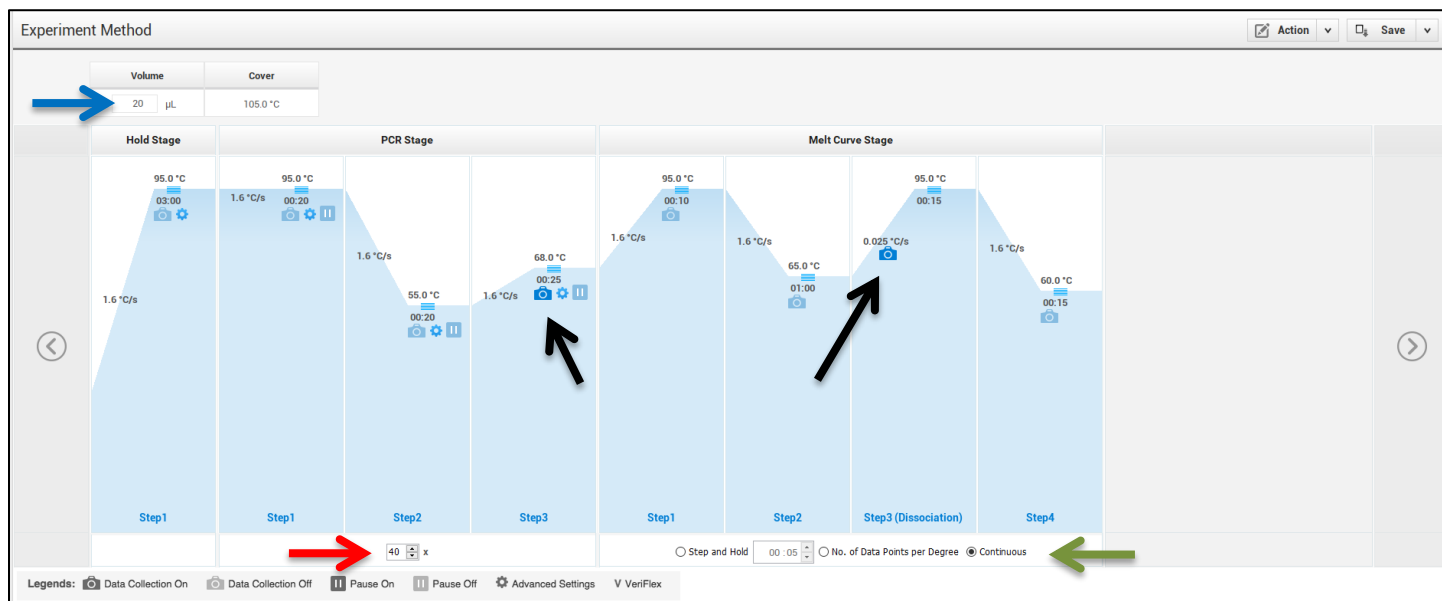 Experiment Method
Action
Save
Volume
Cover
20 µL
105.0 °C
Hold Stage
PCR Stage
Melt Curve Stage
95.0 °C
03:00
1.6 °C/s
Step1
95.0 °C
1.6 °C/s
00:20
Step1
1.6 °C/s
55.0 °C
00:20
Step2
68.0 °C
00:25
1.6 °C/s
Step3
95.0 °C
00:10
1.6 °C/s
Step1
1.6 °C/s
65.0 °C
01:00
Step2
95.0 °C
00:15
0.025 °C/s
Step3 (Dissociation)
1.6 °C/s
60.0 °C
00:15
Step4
40 x
Step and Hold 00 :05 No. of Data Points per Degree Continuous
Legends: Data Collection On Data Collection Off Pause On Pause Off Advanced Settings V VeriFlex